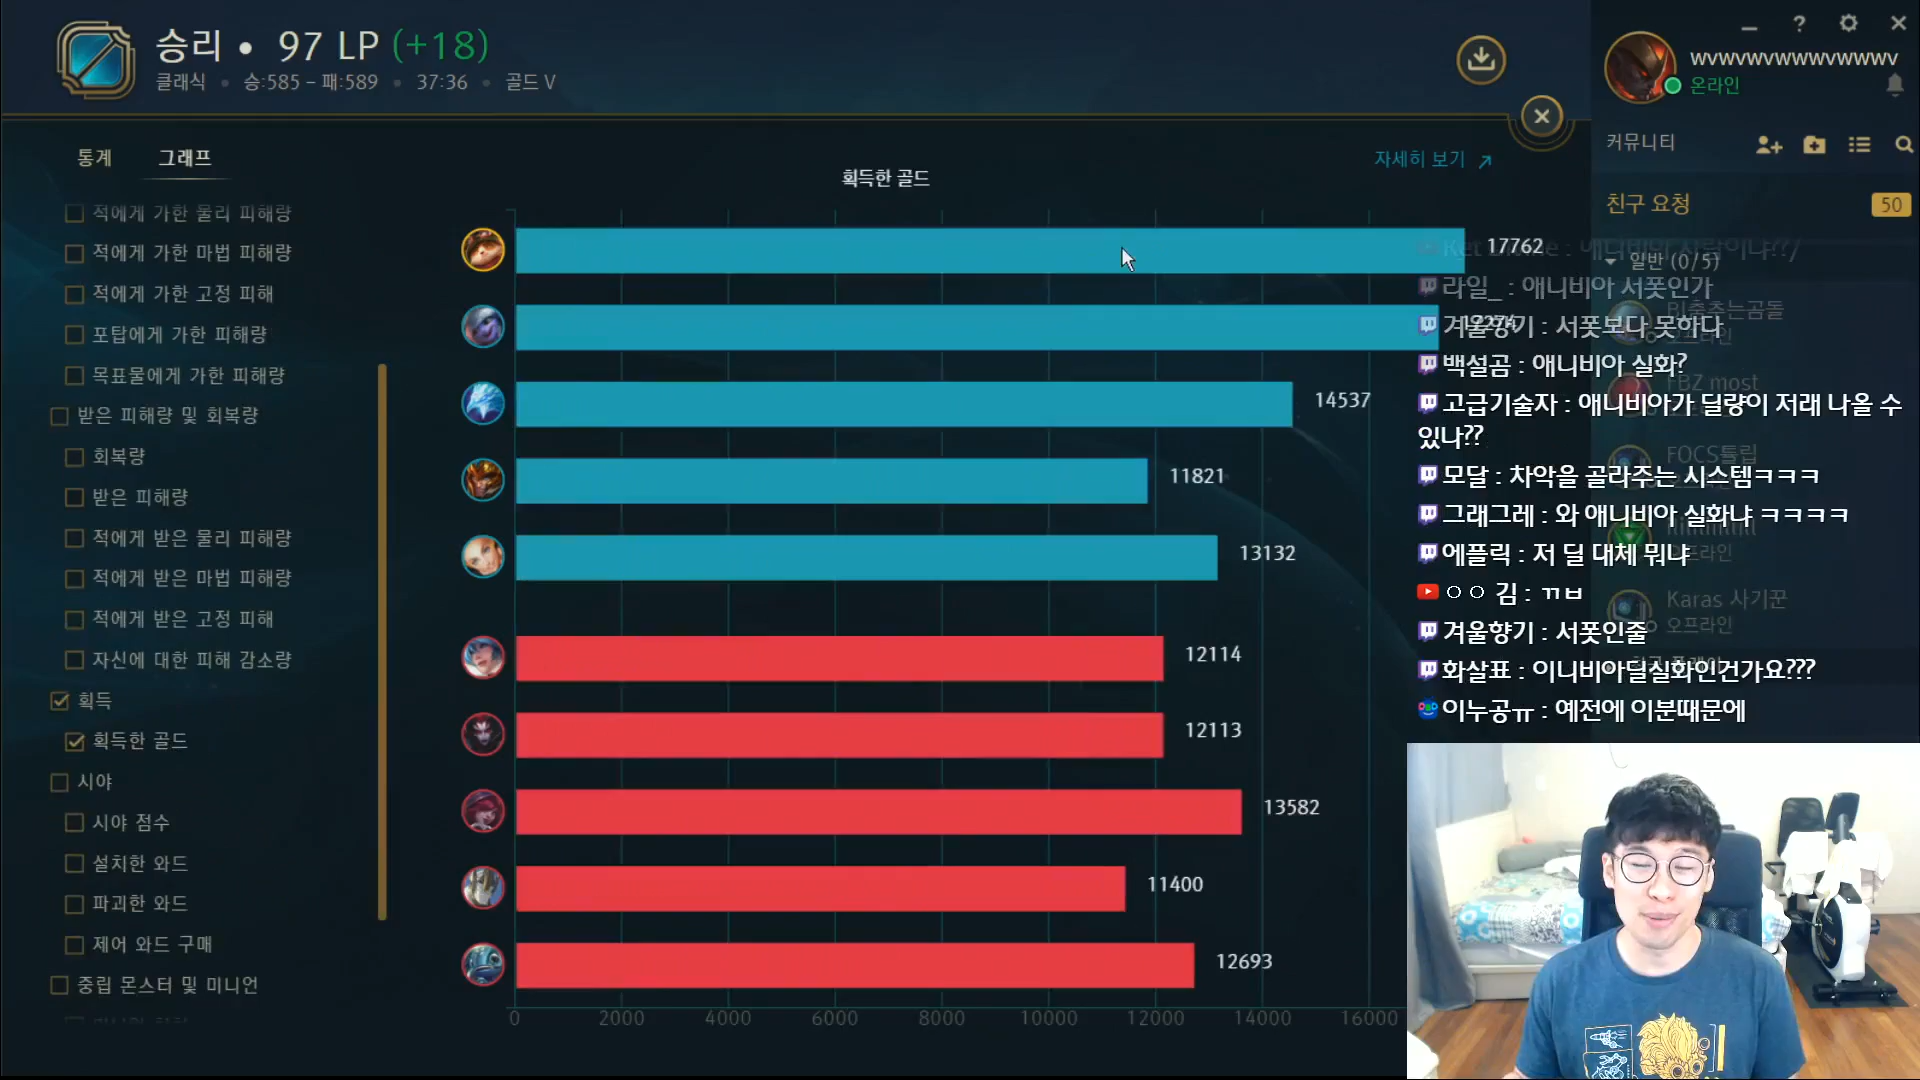 승리 • 97 LP (+18)
클래식 • 승:585 – 패:589 • 37:36 • 골드 V
wvwvwvwwwvwwwv
온라인
통계
그래프
획득한 골드
자세히 보기
커뮤니티
친구 요청
50
일반 (0/5)
적에게 가한 물리 피해량
적에게 가한 마법 피해량
적에게 가한 고정 피해
포탑에게 가한 피해량
목표물에게 가한 피해량
받은 피해량 및 회복량
회복량
받은 피해량
적에게 받은 물리 피해량
적에게 받은 마법 피해량
적에게 받은 고정 피해
자신에 대한 피해 감소량
획득
획득한 골드
시야
시야 점수
설치한 와드
파괴한 와드
제어 와드 구매
중립 몬스터 및 미니언
17762
14537
11821
13132
12114
12113
13582
11400
12693
0
2000
4000
6000
8000
10000
12000
14000
16000
라일_ : 애니비아 서폿인가
겨울향기 : 서폿보다 못하다
백설곰 : 애니비아 실화?
고급기술자 : 애니비아가 딜량이 저래 나올 수
있나??
모달 : 차악을 골라주는 시스템ㅋㅋㅋ
그래그레 : 와 애니비아 실화냐 ㅋㅋㅋㅋ
에플릭 : 저 딜 대체 뭐냐
ㅇㅇ 김 : ㄲㅂ
겨울향기 : 서폿인줄
화살표 : 이니비아딜실화인건가요???
이누공ㅠ : 예전에 이분때문에
FBZ most
FOCS튤립
Karas 사기꾼
오프라인